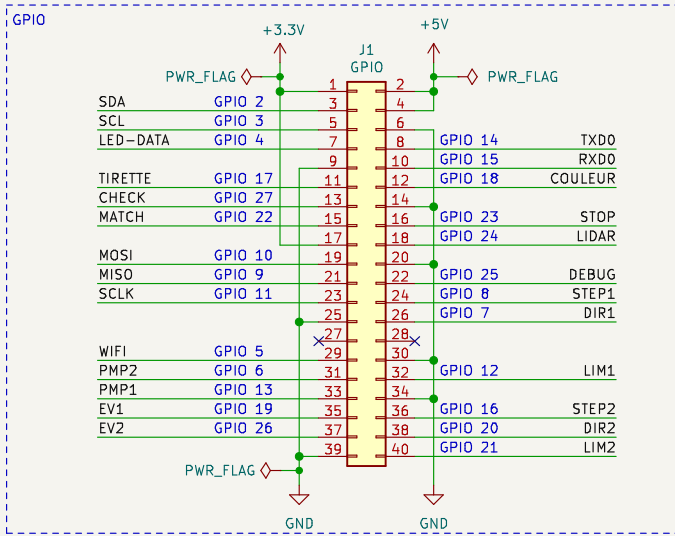 GPIO
+3.3V +5V
J1
GPIO
PWR_FLAG PWR_FLAG
1 2
SDA GPIO 2 3 4
SCL GPIO 3 5 6
LED-DATA GPIO 4 7 8 GPIO 14 TXD0
9 10 GPIO 15 RXD0
TIRETTE GPIO 17 11 12 GPIO 18 COULEUR
CHECK GPIO 27 13 14
MATCH GPIO 22 15 16 GPIO 23 STOP
17 18 GPIO 24 LIDAR
MOSI GPIO 10 19 20
MISO GPIO 9 21 22 GPIO 25 DEBUG
SCLK GPIO 11 23 24 GPIO 8 STEP1
25 26 GPIO 7 DIR1
27 28
WIFI GPIO 5 29 30
PMP2 GPIO 6 31 32 GPIO 12 LIM1
PMP1 GPIO 13 33 34
EV1 GPIO 19 35 36 GPIO 16 STEP2
EV2 GPIO 26 37 38 GPIO 20 DIR2
39 40 GPIO 21 LIM2
PWR_FLAG
GND GND